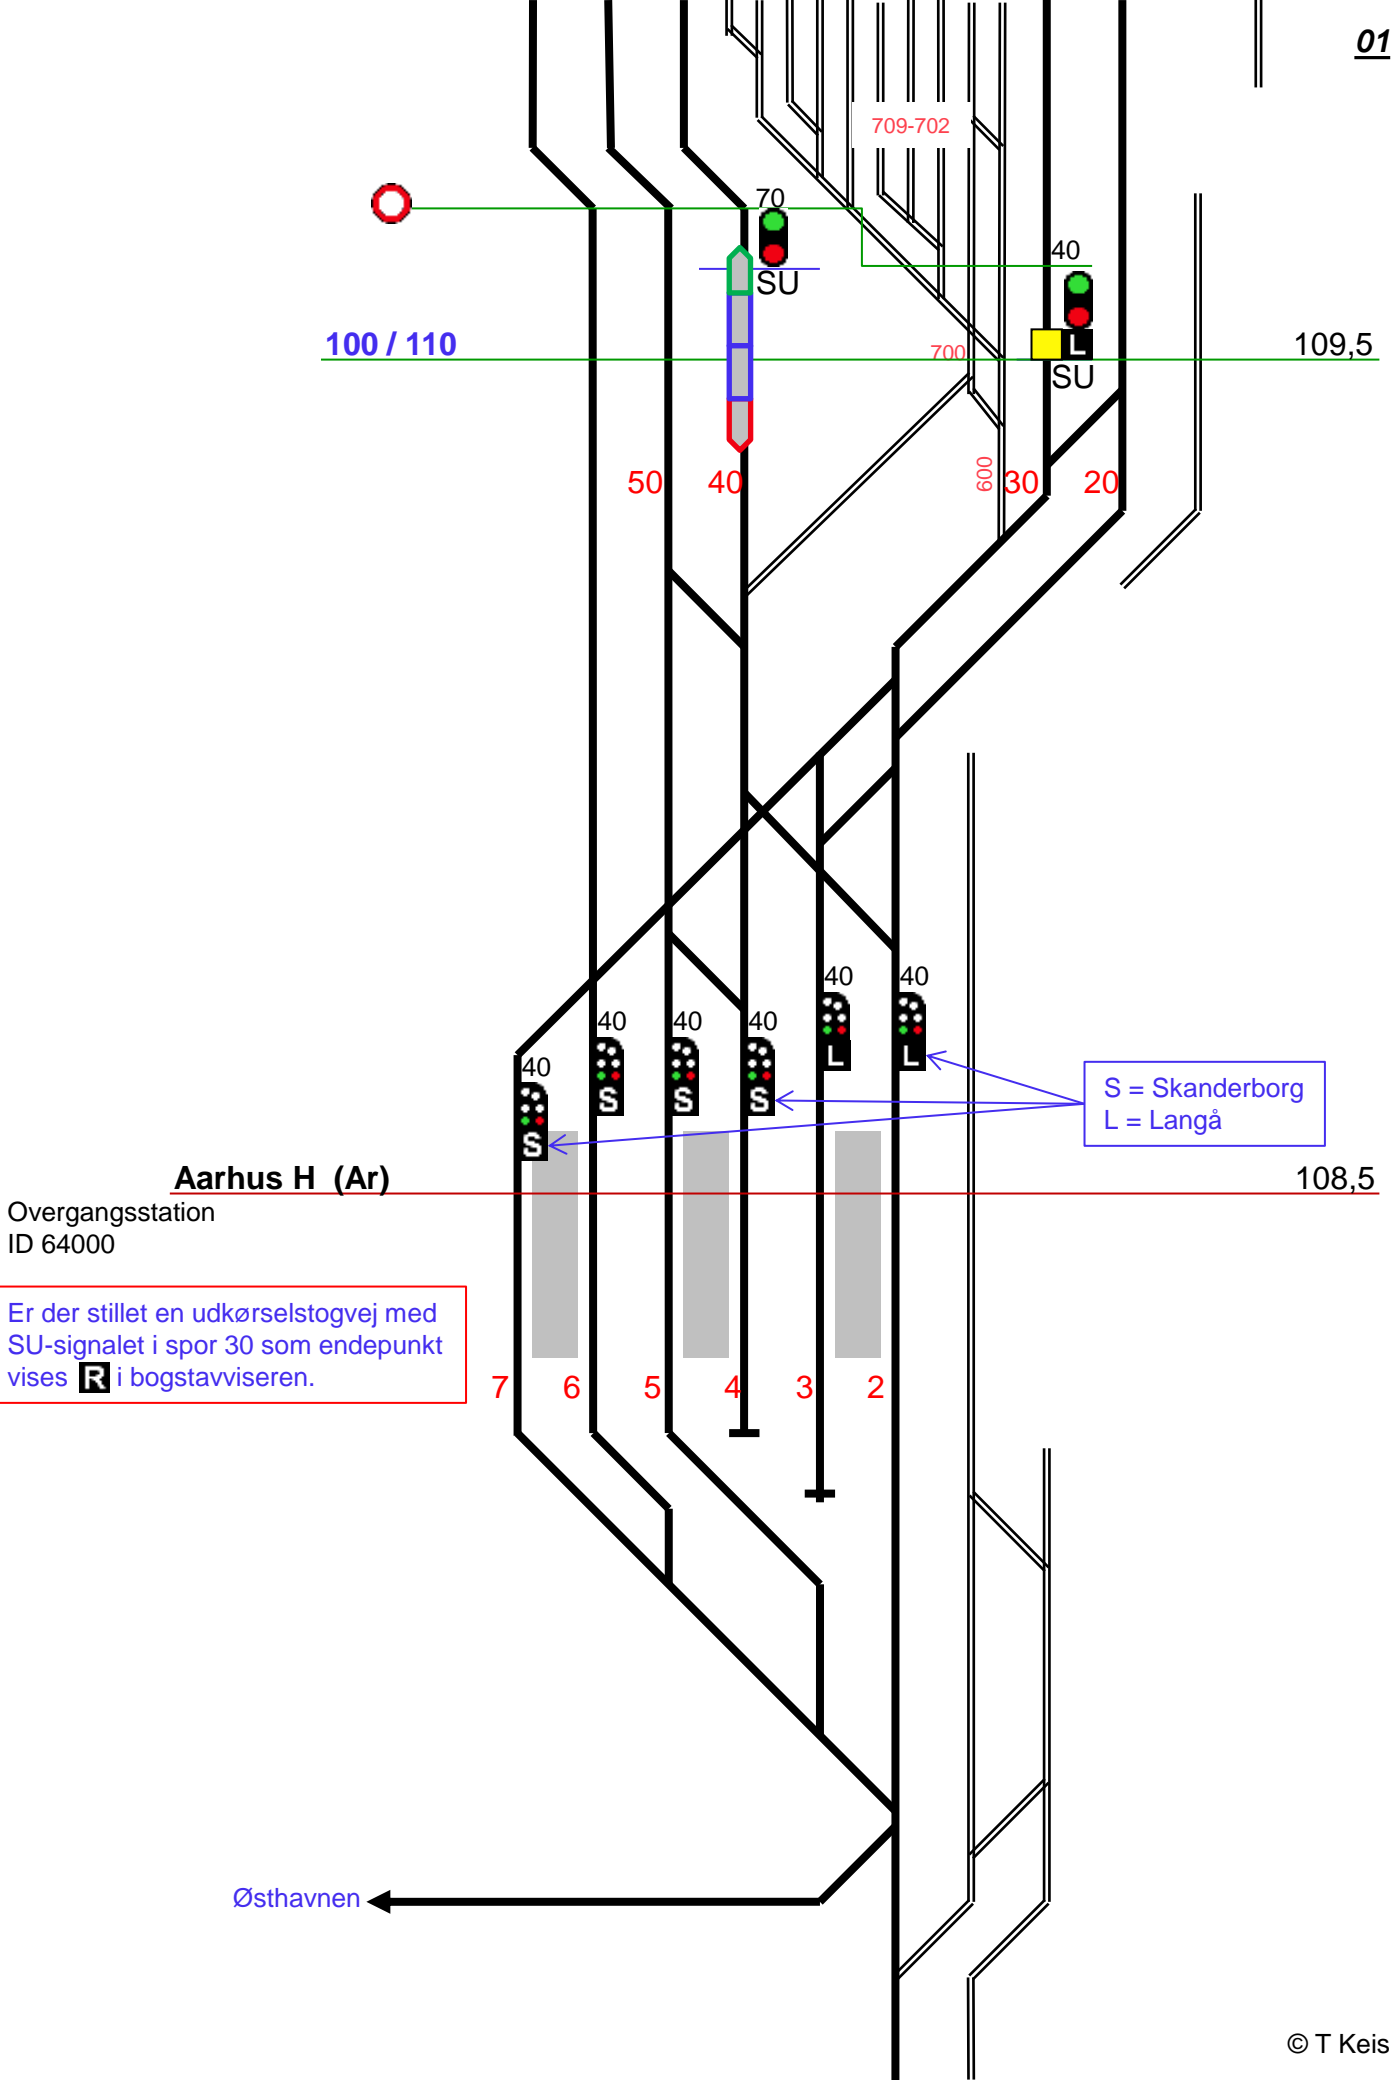 01
709-702
70
SU
40
L
SU
100 / 110
700
109,5
50
40
600
30
20
40
L
40
L
40
S
40
S
40
S
40
S
S = Skanderborg
L = Langå
Aarhus H (Ar)
108,5
Overgangsstation
ID 64000
Er der stillet en udkørselstogvej med
SU-signalet i spor 30 som endepunkt
vises R i bogstavviseren.
7
6
5
4
3
2
Østhavnen
© T Keis